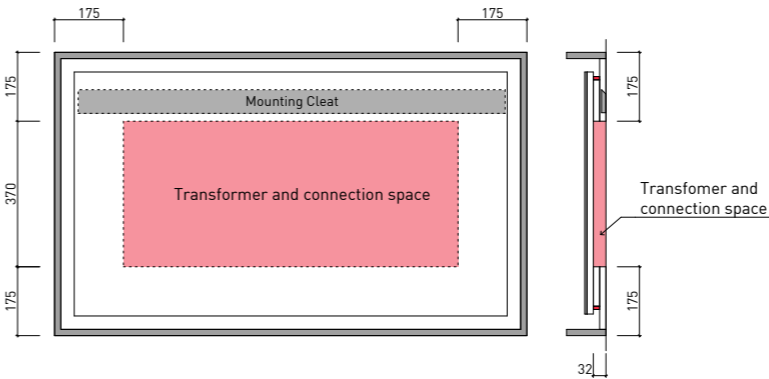 175
175
175
175
Mounting Cleat
370
Transformer and connection space
Transfomer and
connection space
175
175
32